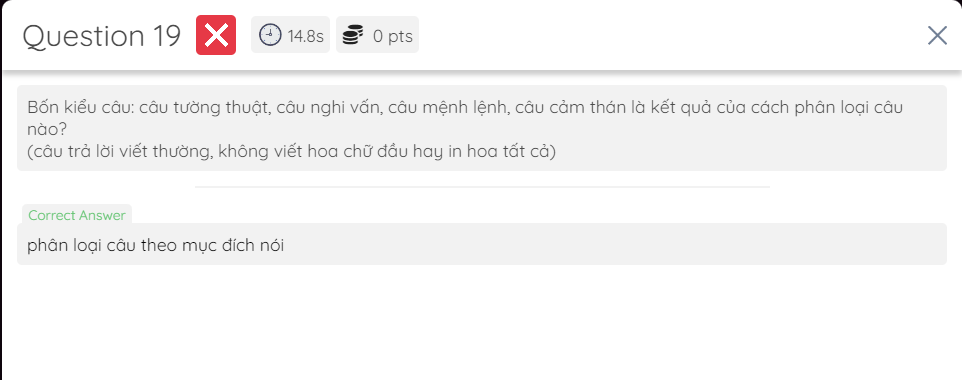 Question 19
14.8s
0 pts
Bốn kiểu câu: câu tường thuật, câu nghi vấn, câu mệnh lệnh, câu cảm thán là kết quả của cách phân loại câu
nào?
(câu trả lời viết thường, không viết hoa chữ đầu hay in hoa tất cả)
Correct Answer
phân loại câu theo mục đích nói